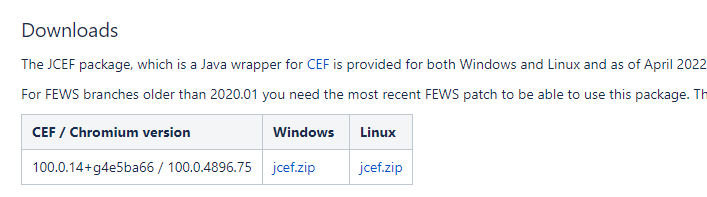 Downloads
The JCEF package, which is a Java wrapper for CEF is provided for both Windows and Linux and as of April 2022
For FEWS branches older than 2020.01 you need the most recent FEWS patch to be able to use this package. Th
CEF / Chromium version Windows Linux
100.0.14+g4e5ba66 / 100.0.4896.75 jcef.zip jcef.zip